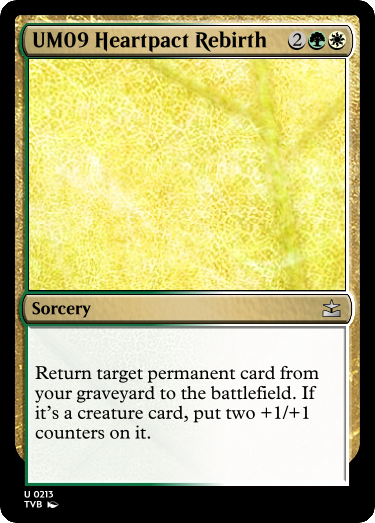 UM09 Heartpact Rebirth 2
Sorcery
Return target permanent card from
your graveyard to the battlefield. If
it's a creature card, put two +1/+1
counters on it.
U 0213
TVB